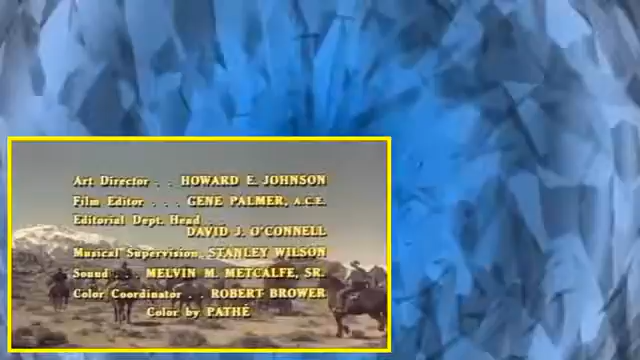 Art Director . . HOWARD E. JOHNSON
Film Editor . . . GENE PALMER, A.C.E.
Editorial Dept. Head . .
DAVID J. O'CONNELL
Musical Supervision. STANLEY WILSON
Sound . . . MELVIN M. METCALFE, SR.
Color Coordinator . . ROBERT BROWER
Color by PATHÉ